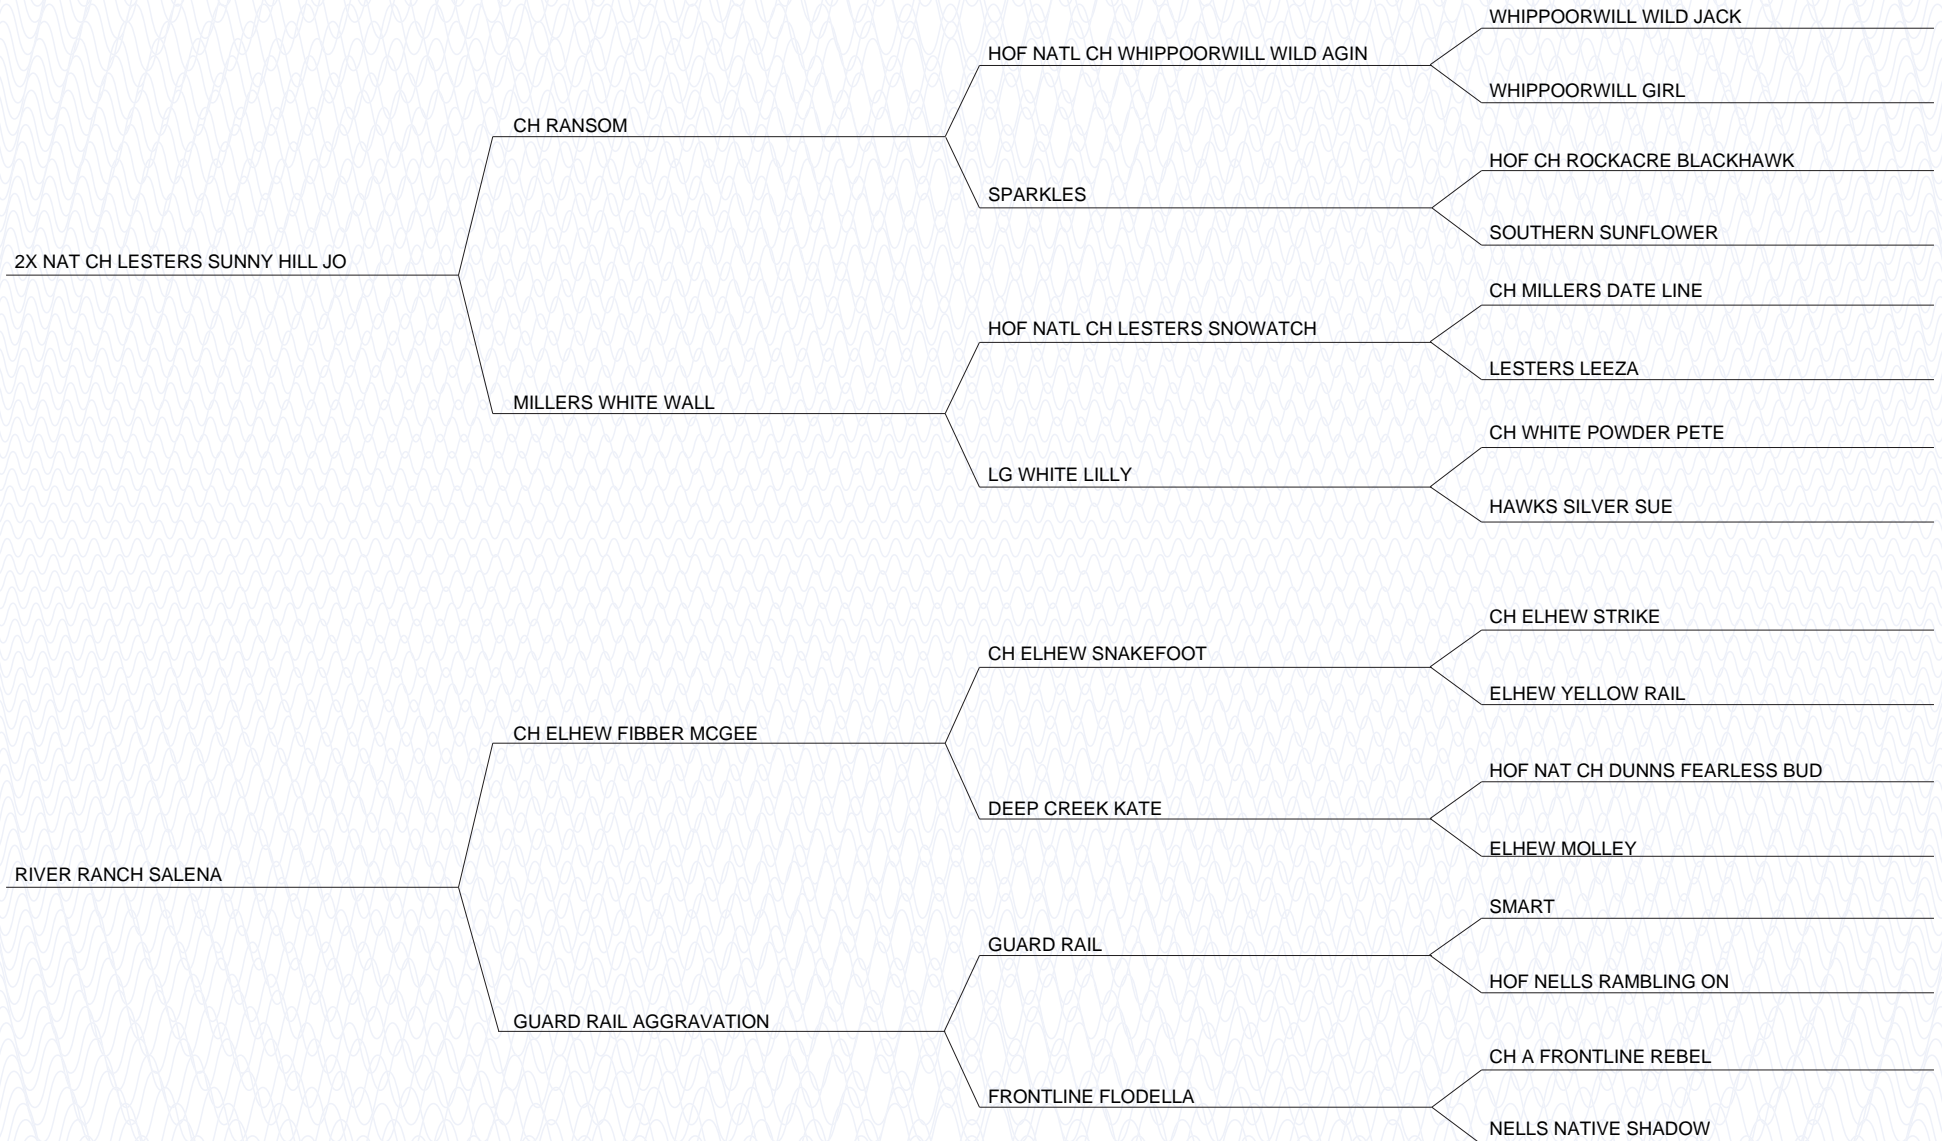 WHIPPOORWILL WILD JACK
HOF NATL CH WHIPPOORWILL WILD AGIN
WHIPPOORWILL GIRL
CH RANSOM
HOF CH ROCKACRE BLACKHAWK
SPARKLES
SOUTHERN SUNFLOWER
2X NAT CH LESTERS SUNNY HILL JO
CH MILLERS DATE LINE
HOF NATL CH LESTERS SNOWATCH
LESTERS LEEZA
MILLERS WHITE WALL
CH WHITE POWDER PETE
LG WHITE LILLY
HAWKS SILVER SUE
CH ELHEW STRIKE
CH ELHEW SNAKEFOOT
ELHEW YELLOW RAIL
CH ELHEW FIBBER MCGEE
HOF NAT CH DUNNS FEARLESS BUD
DEEP CREEK KATE
ELHEW MOLLEY
RIVER RANCH SALENA
SMART
GUARD RAIL
HOF NELLS RAMBLING ON
GUARD RAIL AGGRAVATION
CH A FRONTLINE REBEL
FRONTLINE FLODELLA
NELLS NATIVE SHADOW